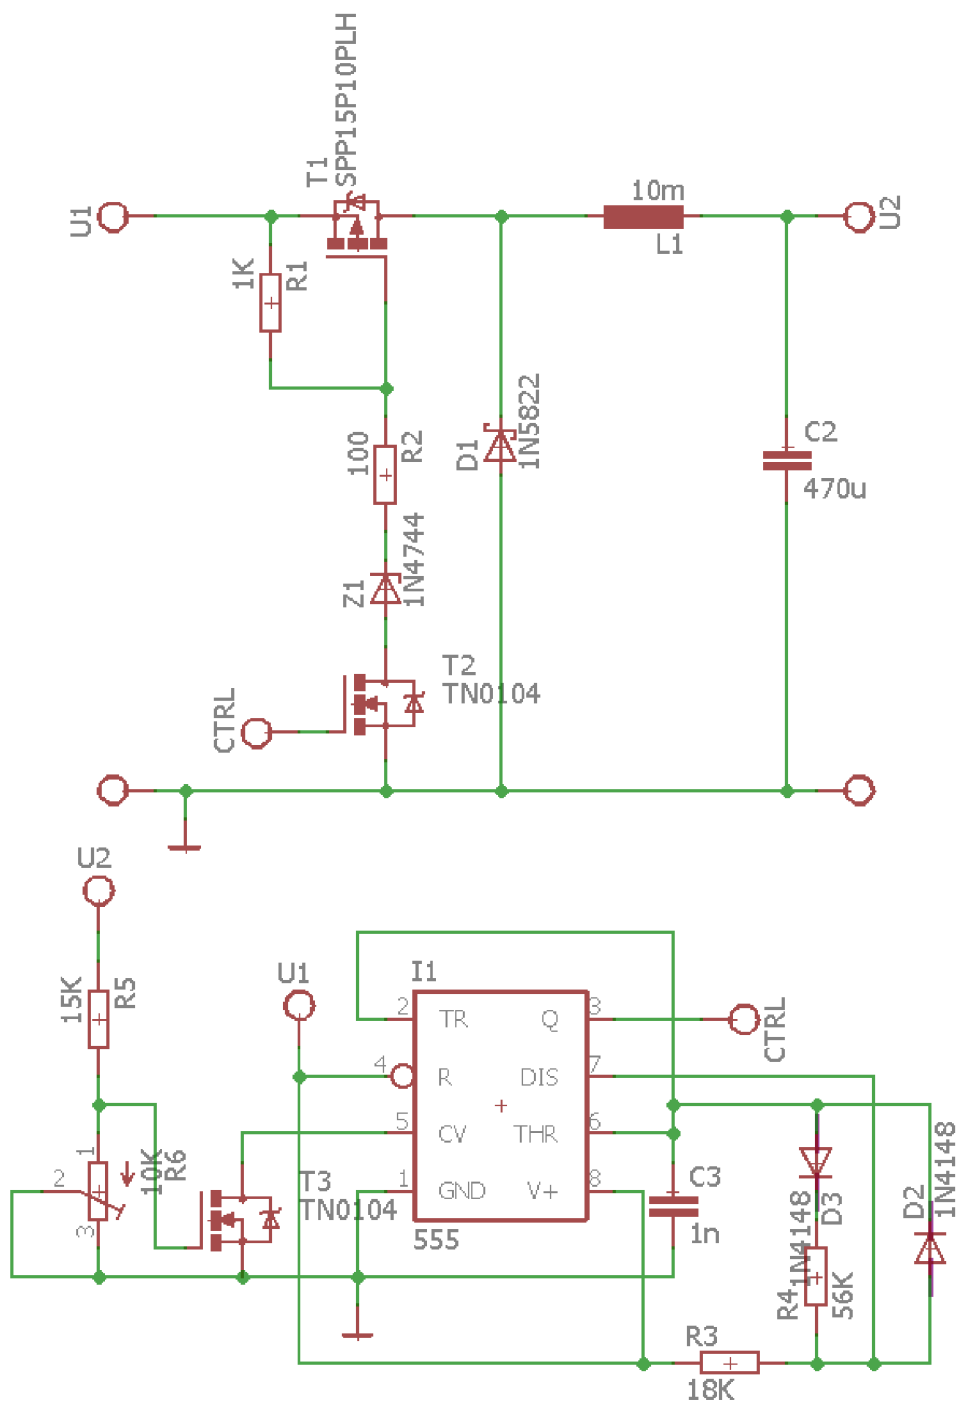 T1
SPP15P10PLH
U1
10m
L1
U2
1K
R1
100
R2
D1
1N5822
C2
470u
Z1
1N4744
T2
TN0104
CTRL
U2
15K
R5
U1
I1
2
TR
Q
3
CTRL
4
R
DIS
7
5
CV
THR
6
1
GND
V+
8
555
1
2
3
10K
R6
T3
TN0104
C3
1n
1N4148
D3
D2
1N4148
R4
56K
R3
18K